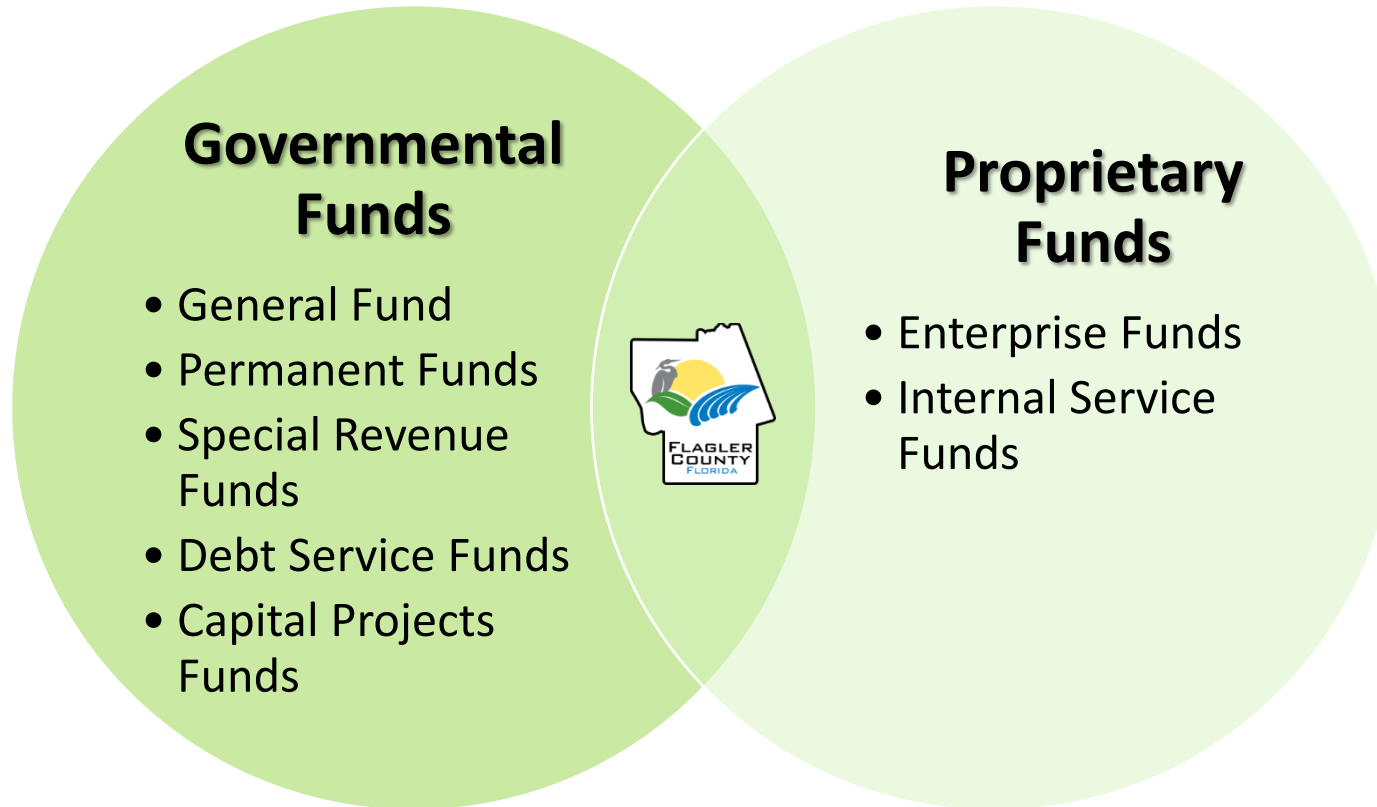 Governmental
Funds
• General Fund
• Permanent Funds
• Special Revenue
Funds
• Debt Service Funds
• Capital Projects
Funds
FLAGLER
COUNTY
FLORIDA
Proprietary
Funds
• Enterprise Funds
• Internal Service
Funds